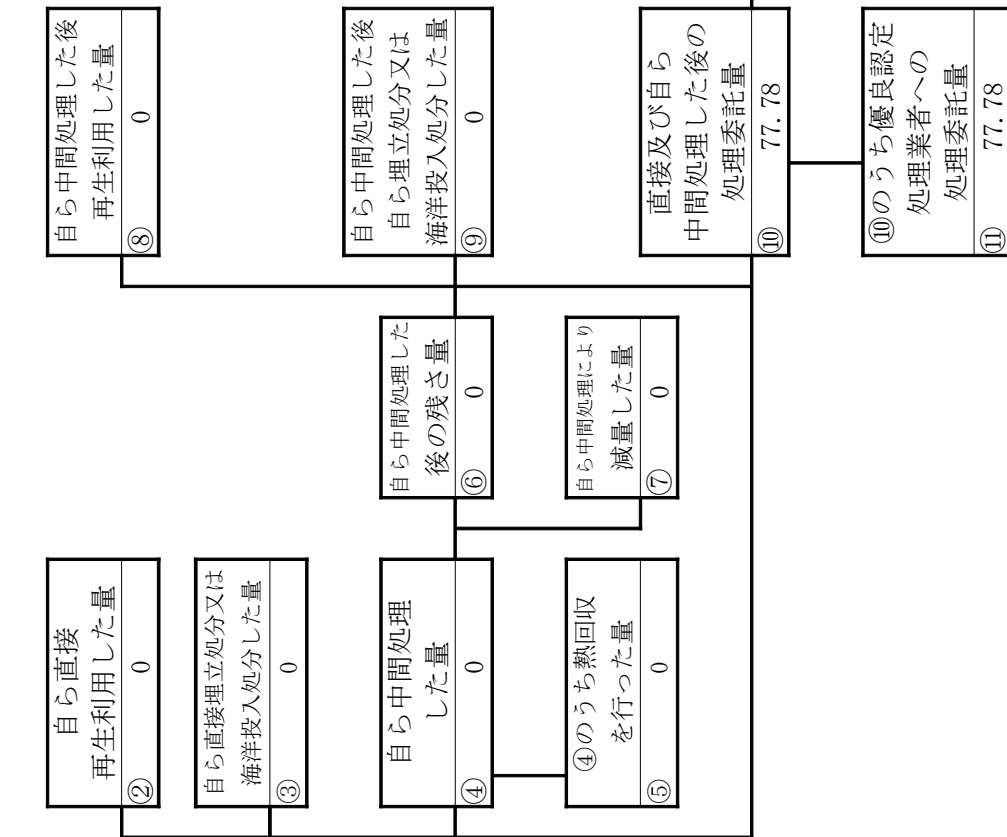 自ら直接
再生利用した量
②
0
自ら直接埋立処分又は
海洋投入処分した量
③
0
自ら中間処理
した量
④
0
④のうち熱回収
を行った量
⑤
0
自ら中間処理した
後の残さ量
⑥
0
自ら中間処理により
減量した量
⑦
0
自ら中間処理した後
再生利用した量
⑧
0
自ら中間処理した後
自ら埋立処分又は
海洋投入処分した量
⑨
0
直接及び自ら
中間処理した後の
処理委託量
⑩
77.78
⑩のうち優良認定
処理業者への
処理委託量
⑪
77.78